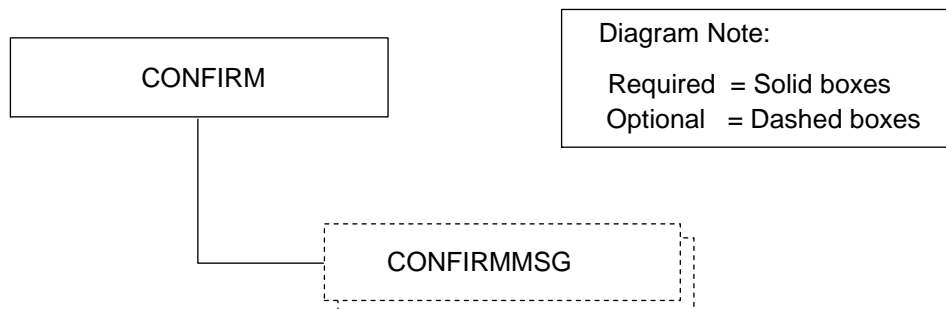 Diagram Note:
CONFIRM
Required = Solid boxes
Optional = Dashed boxes
CONFIRMMSG